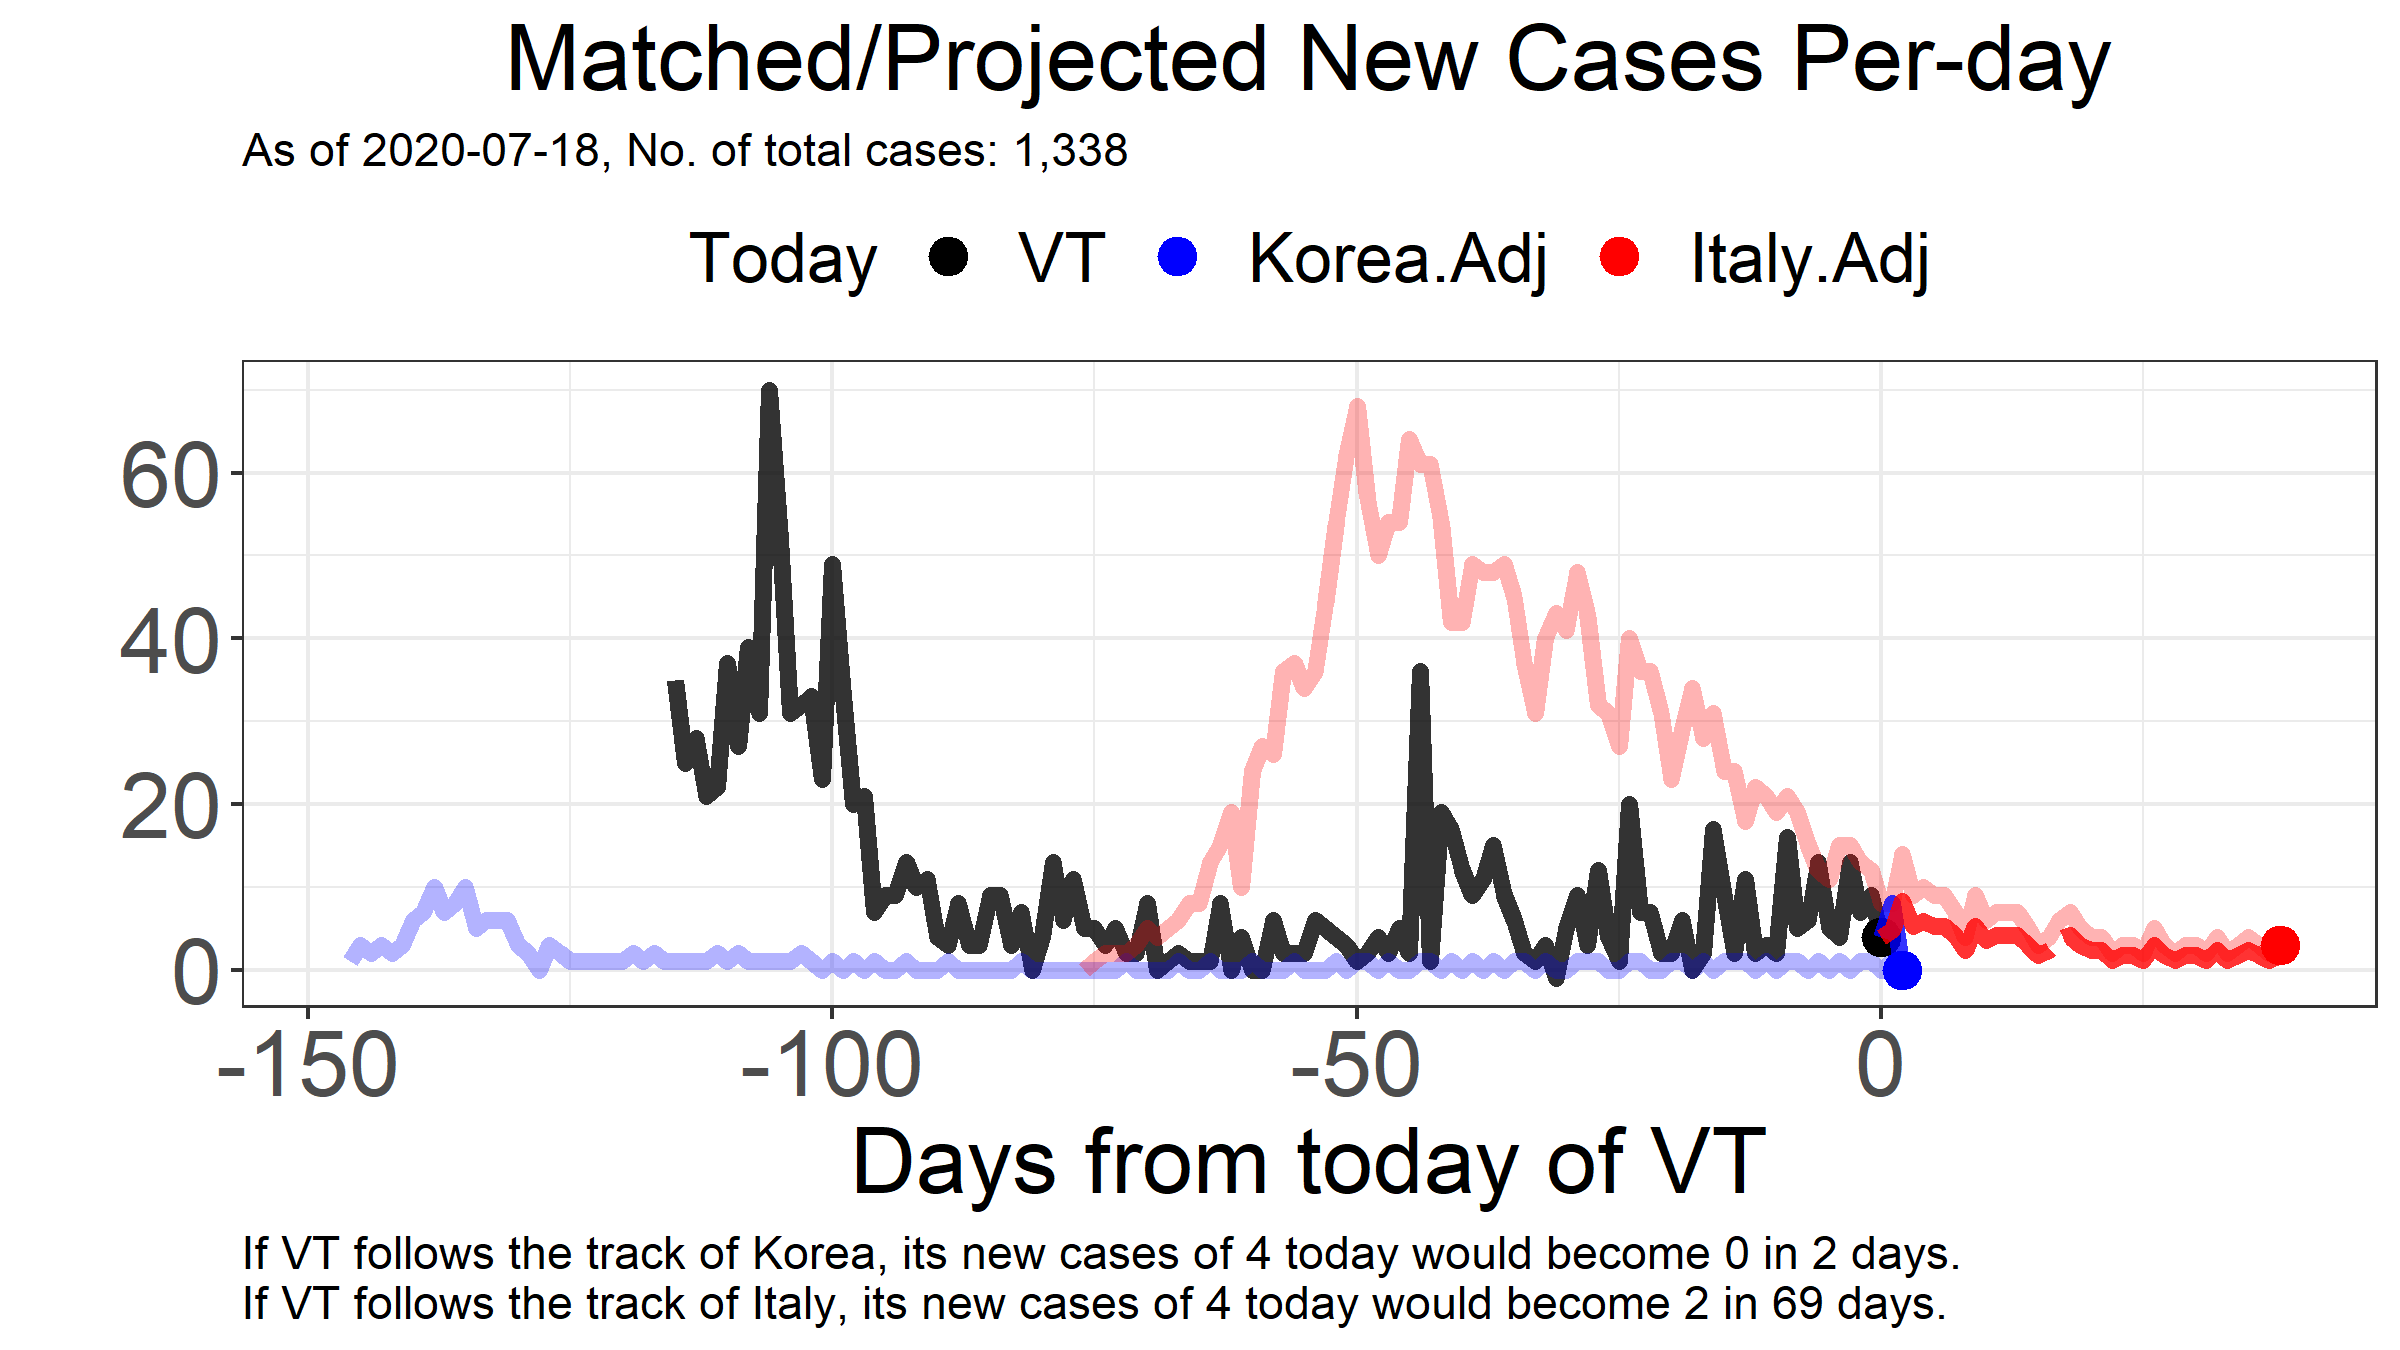 Matched/Projected New Cases Per-day
As of 2020-07-18, No. of total cases: 1,338
Today VT Korea.Adj Italy.Adj
60
40
20
0
-150 -100 -50 0
Days from today of VT
If VT follows the track of Korea, its new cases of 4 today would become 0 in 2 days.
If VT follows the track of Italy, its new cases of 4 today would become 2 in 69 days.